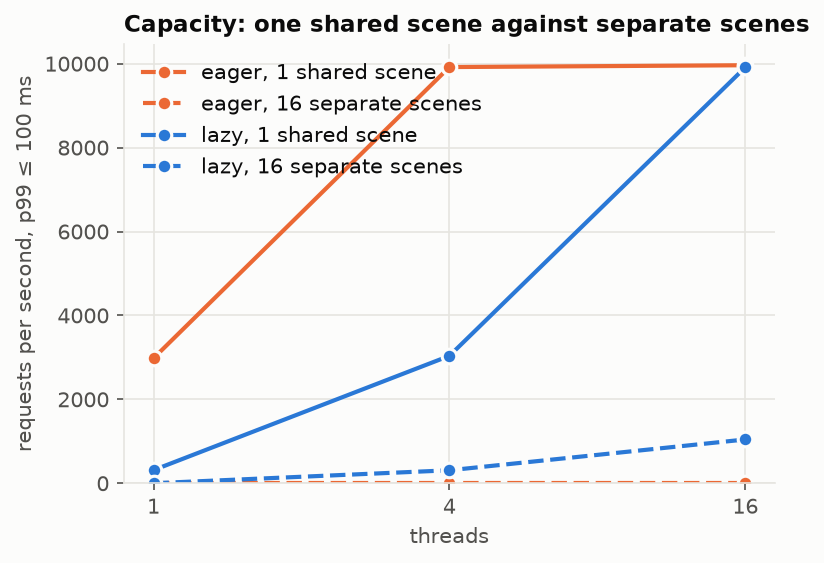 Capacity: one shared scene against separate scenes
requests per second, p99 ≤ 100 ms
10000
8000
6000
4000
2000
0
eager, 1 shared scene
eager, 16 separate scenes
lazy, 1 shared scene
lazy, 16 separate scenes
1 4 16
threads